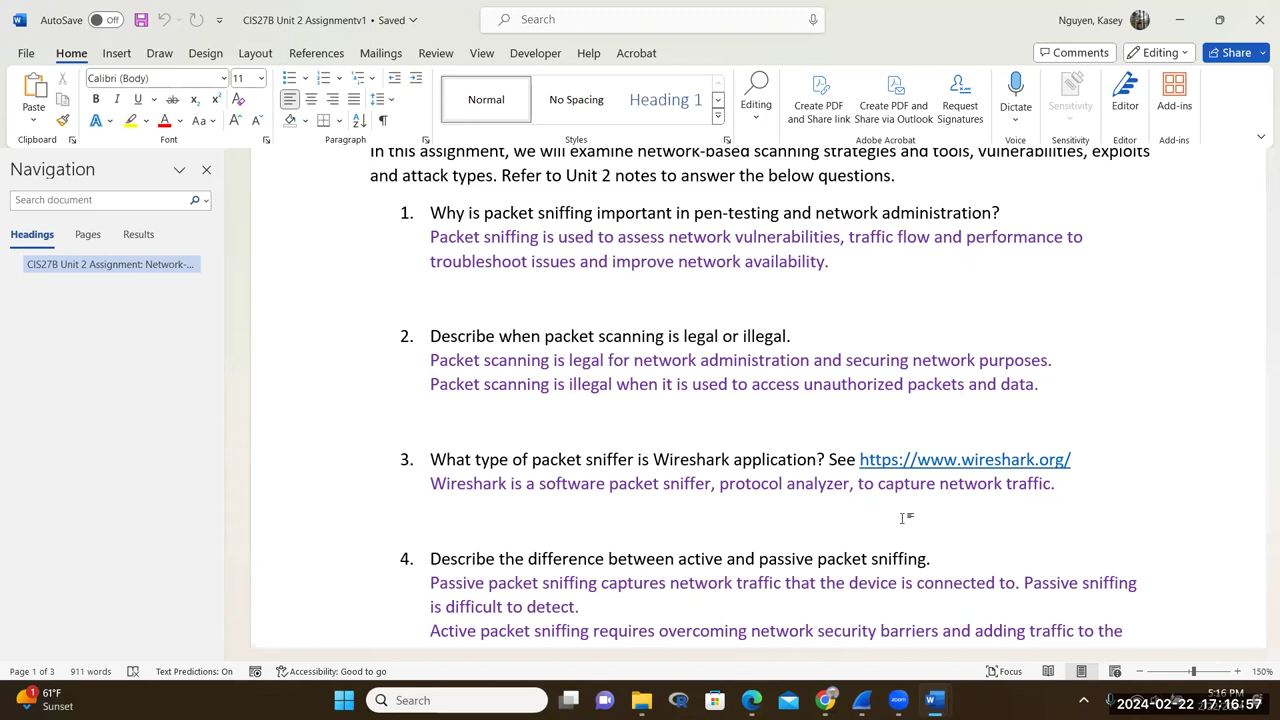 AutoSave Off
CIS27B Unit 2 Assignmentv1 • Saved
Search
Nguyen, Kasey
File Home Insert Draw Design Layout References Mailings Review View Developer Help Acrobat
Comments
Editing
Share
Paste
Calibri (Body) 11
Normal
No Spacing
Heading 1
Editing
Create PDF and Share link
Create PDF and Share via Outlook
Request Signatures
Dictate
Sensitivity
Editor
Add-ins
Clipboard
Font
Paragraph
Styles
Adobe Acrobat
Voice
Sensitivity
Editor
Add-ins
Navigation
Search document
Headings Pages Results
CIS27B Unit 2 Assignment: Network-...
In this assignment, we will examine network-based scanning strategies and tools, vulnerabilities, exploits
and attack types. Refer to Unit 2 notes to answer the below questions.
1. Why is packet sniffing important in pen-testing and network administration?
Packet sniffing is used to assess network vulnerabilities, traffic flow and performance to
troubleshoot issues and improve network availability.
2. Describe when packet scanning is legal or illegal.
Packet scanning is legal for network administration and securing network purposes.
Packet scanning is illegal when it is used to access unauthorized packets and data.
3. What type of packet sniffer is Wireshark application? See https://www.wireshark.org/
Wireshark is a software packet sniffer, protocol analyzer, to capture network traffic.
4. Describe the difference between active and passive packet sniffing.
Passive packet sniffing captures network traffic that the device is connected to. Passive sniffing
is difficult to detect.
Active packet sniffing requires overcoming network security barriers and adding traffic to the
Page 1 of 3 911 words Text Predictions: On Accessibility: Good to go
Focus
150%
1
61°F
Sunset
Search
zoom
5:16 PM
2024-02-22 17:16:57